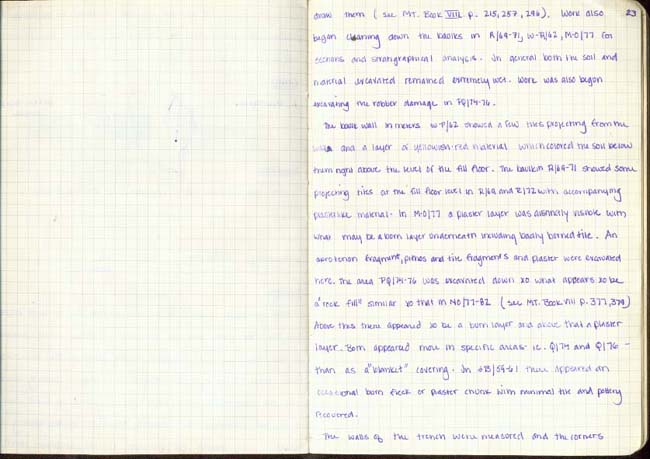 23
draw them (see MT. Book VIII p. 215, 257, 296). Work also
began cleaning down the baulks in R/69-71, W-R/62, M-O/77 for
sections and stratigraphical analysis. In general both the soil and
material excavated remained extremely wet. Work was also begun
excavating the robber damage in PQ/74-76.
The baulk wall in meters W-P/62 showed a few tiles projecting from the
and a layer of yellowish-red material which colored the soil below
them right above the level of the fill floor. The baulk in R/69-71 showed some
projecting tiles at the fill floor level in R/69 and R/72 with accompanying
plasterlike material. In M-O/77 a plaster layer was distinctly visible with
what may be a burn layer underneath including badly burned tile. An
acroterion fragment, pithos and tile fragments and plaster were excavated
here. The area PQ/74-76 was excavated down to what appears to be
a "rock fill" similar to that in NO/77-82 (see MT. Book VIII p. 377, 379)
Above this there appeared to be a burn layer and above that a plaster
layer. Both appeared more in specific areas - ie. Q/74 and Q/76 -
than as a "blanket" covering. In /59-61 there appeared an
occasional burn fleck or plaster chunk with minimal tile and pottery
recovered.
The walls of the trench were measured and the corners